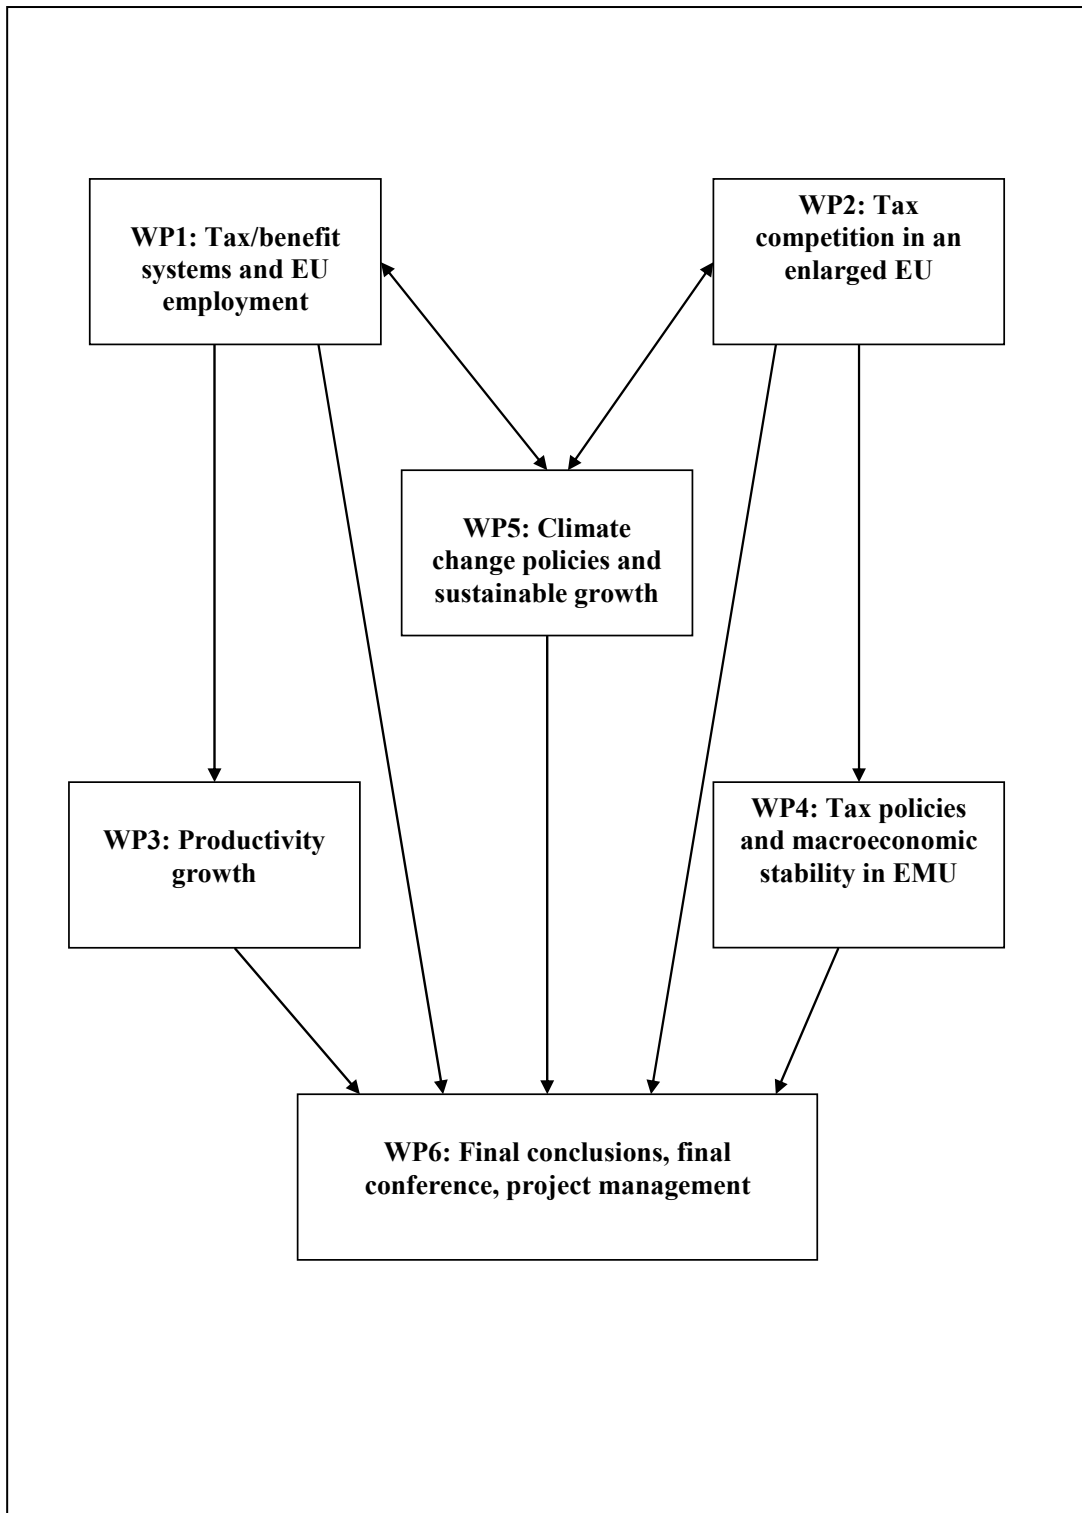 WP1: Tax/benefit
systems and EU
employment
WP2: Tax
competition in an
enlarged EU
WP5: Climate
change policies and
sustainable growth
WP3: Productivity
growth
WP4: Tax policies
and macroeconomic
stability in EMU
WP6: Final conclusions, final
conference, project management